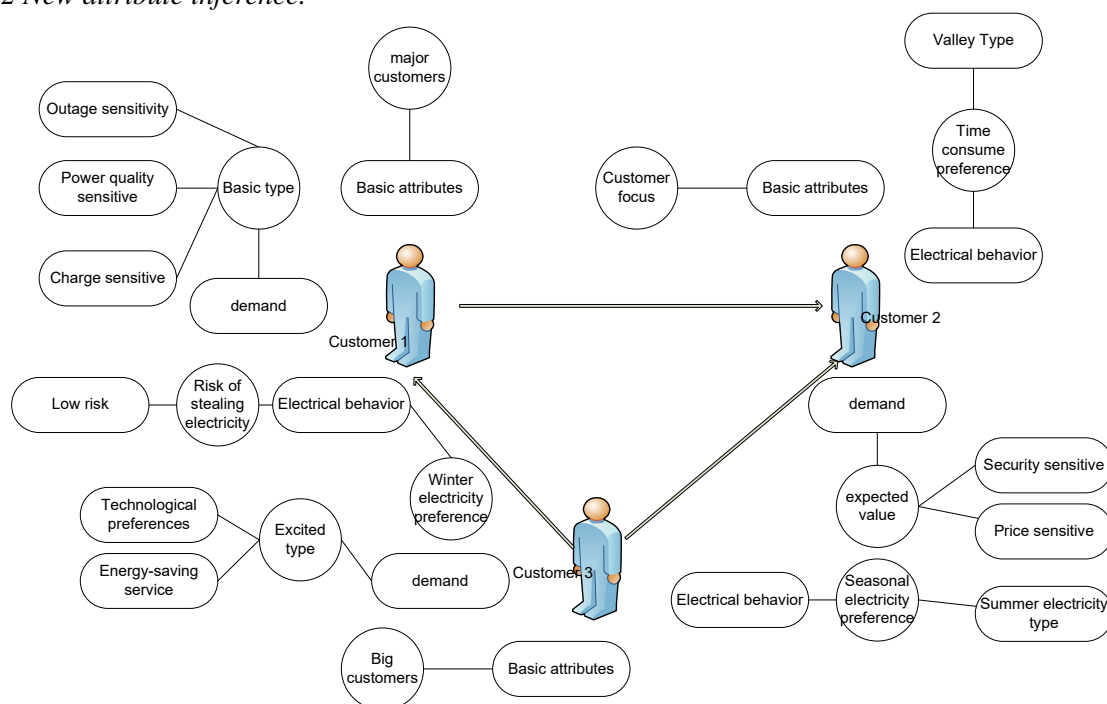 2 New attribute inference.
major
customers
Valley Type
Outage sensitivity
Time
consume
preference
Power quality
sensitive
Basic type
Basic attributes
Customer
focus
Basic attributes
Electrical behavior
Charge sensitive
demand
Customer 1
Customer 2
Low risk
Risk of
stealing
electricity
Electrical behavior
demand
Winter
electricity
preference
Security sensitive
expected
value
Price sensitive
Technological
preferences
Excited
type
Energy-saving
service
demand
Customer 3
Electrical behavior
Seasonal
electricity
preference
Summer electricity
type
Big
customers
Basic attributes